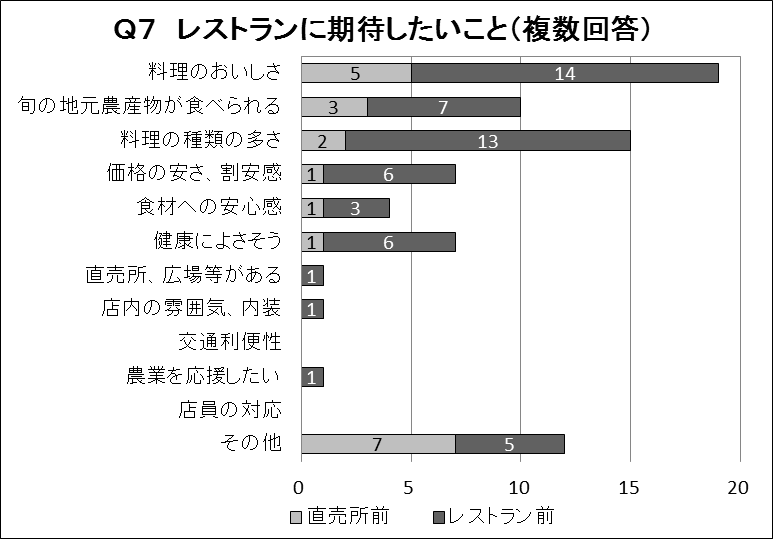 Q7 レストランに期待したいこと(複数回答)
料理のおいしさ 5 14
旬の地元農産物が食べられる 3 7
料理の種類の多さ 2 13
価格の安さ、割安感 1 6
食材への安心感 1 3
健康によさそう 1 6
直売所、広場等がある 1
店内の雰囲気、内装 1
交通利便性
農業を応援したい 1
店員の対応
その他 7 5
0 5 10 15 20
直売所前 レストラン前